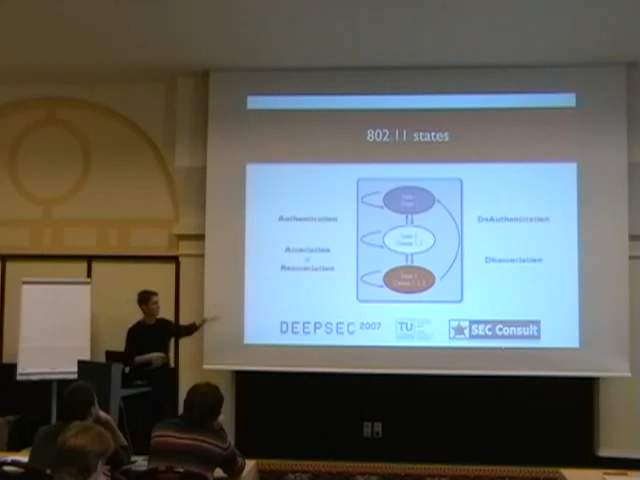 802.11 states
Authentication
DeAuthentication
Association
or
Reassociation
Disassociation
DEEPSEC 2007
TU
SEC Consult